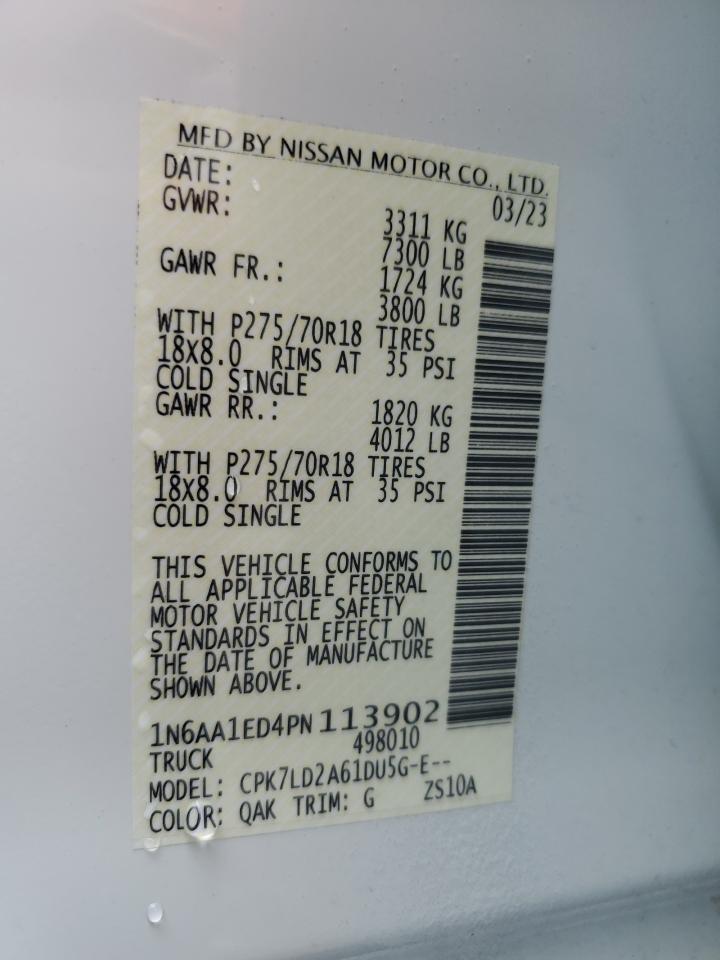 MFD BY NISSAN MOTOR CO., LTD.
DATE: 03/23
GVWR: 3311 KG
7300 LB
GAWR FR.: 1724 KG
3800 LB
WITH P275/70R18 TIRES
18X8.0 RIMS AT 35 PSI
COLD SINGLE
GAWR RR.: 1820 KG
4012 LB
WITH P275/70R18 TIRES
18X8.0 RIMS AT 35 PSI
COLD SINGLE
THIS VEHICLE CONFORMS TO
ALL APPLICABLE FEDERAL
MOTOR VEHICLE SAFETY
STANDARDS IN EFFECT ON
THE DATE OF MANUFACTURE
SHOWN ABOVE.
1N6AA1ED4PN113902
TRUCK 498010
MODEL: CPK7LD2A61DU5G-E--
COLOR: QAK TRIM: G ZS10A